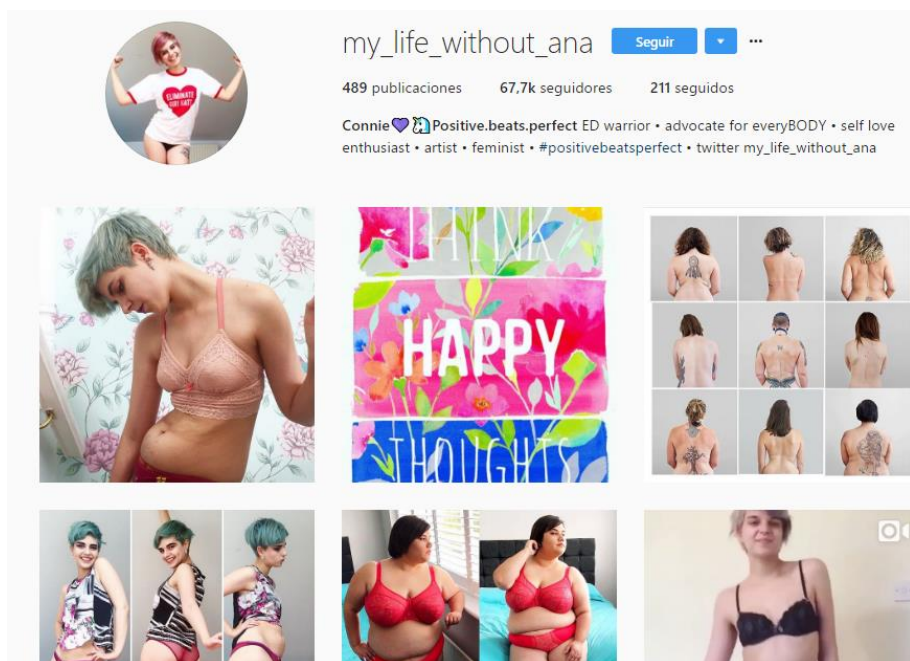 my_life_without_ana Seguir
489 publicaciones 67,7k seguidores 211 seguidos
Connie💜🦄Positive.beats.perfect ED warrior • advocate for everyBODY • self love
enthusiast • artist • feminist • #positivebeatsperfect • twitter my_life_without_ana
ELIMINATE
THINK
HAPPY
THOUGHTS